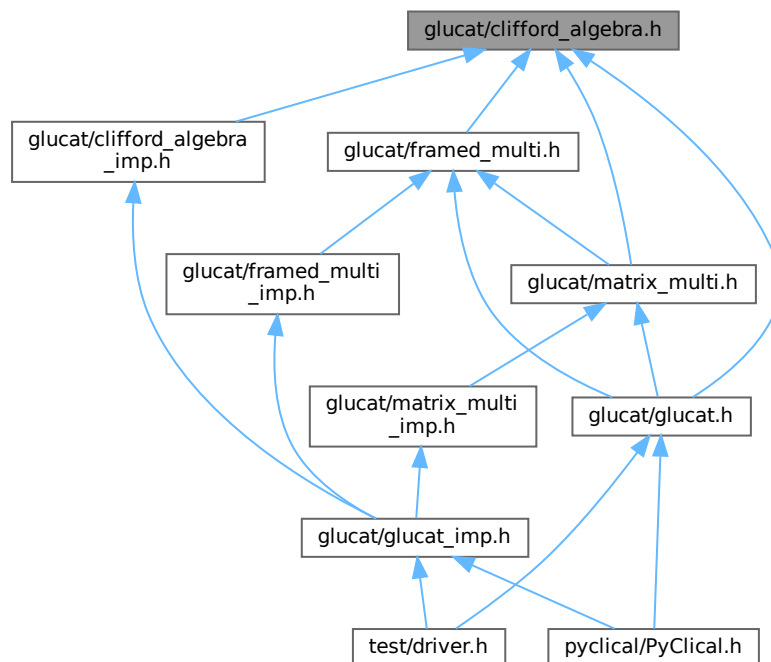 glucat/clifford_algebra.h
glucat/clifford_algebra
_imp.h
glucat/framed_multi.h
glucat/framed_multi
_imp.h
glucat/matrix_multi.h
glucat/matrix_multi
_imp.h
glucat/glucat.h
glucat/glucat_imp.h
test/driver.h
pyclical/PyClical.h